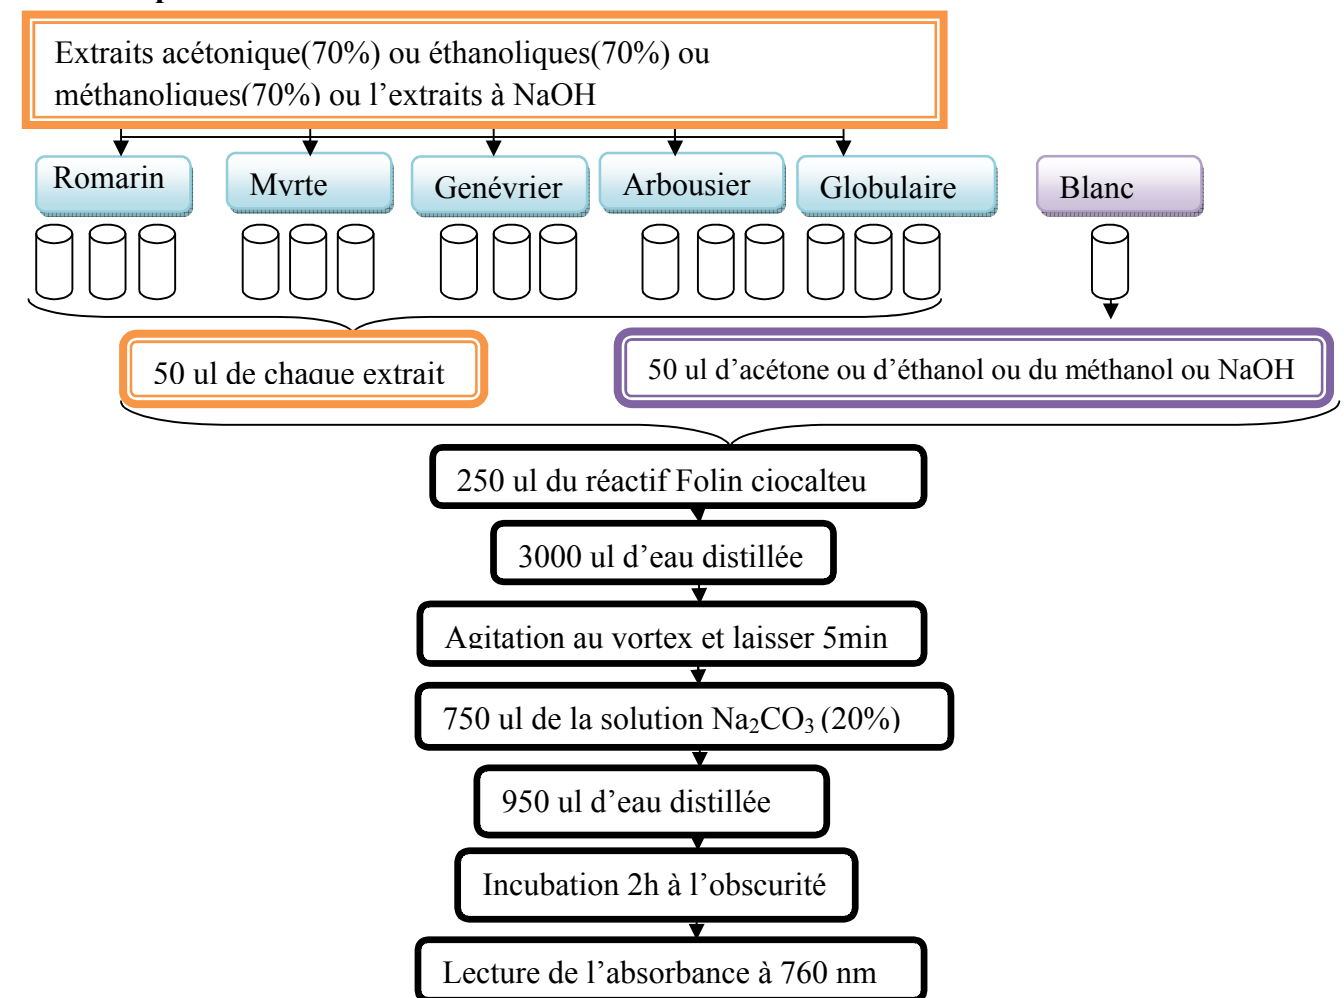 Extraits acétonique(70%) ou éthanoliques(70%) ou
méthanoliques(70%) ou l’extraits à NaOH
Romarin
Myrte
Genévrier
Arbousier
Globulaire
Blanc
50 ul de chaque extrait
50 ul d’acétone ou d’éthanol ou du méthanol ou NaOH
250 ul du réactif Folin ciocalteu
3000 ul d’eau distillée
Agitation au vortex et laisser 5min
750 ul de la solution Na₂CO₃ (20%)
950 ul d’eau distillée
Incubation 2h à l’obscurité
Lecture de l’absorbance à 760 nm